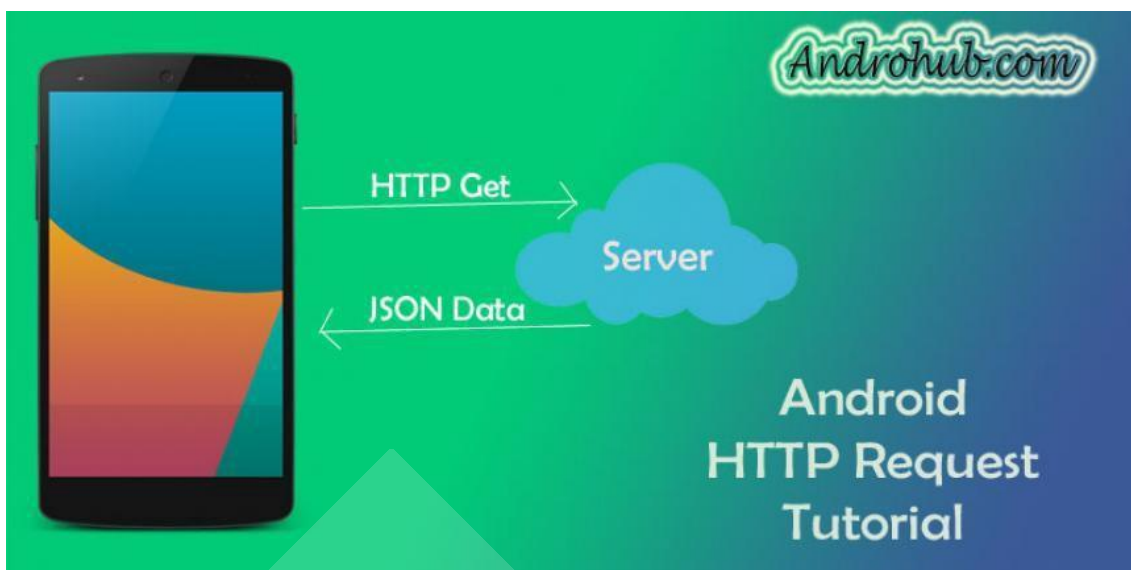 Androhub.com
HTTP Get
Server
JSON Data
Android
HTTP Request
Tutorial